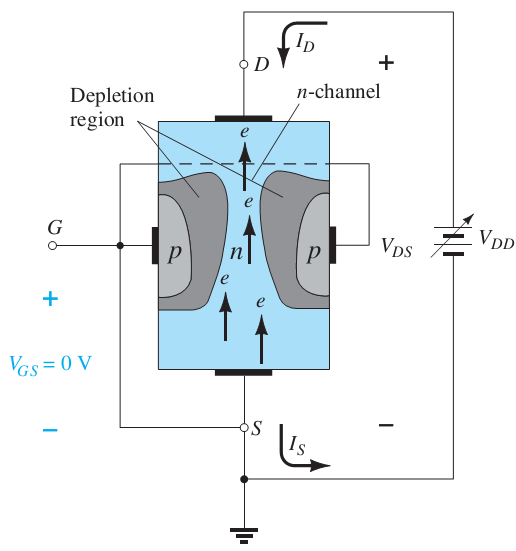 I_D
D
+
Depletion
region
n-channel
e
e
G
p
n
p
V_DS
V_DD
e
e
+
V_GS = 0 V
–
S
I_S
–